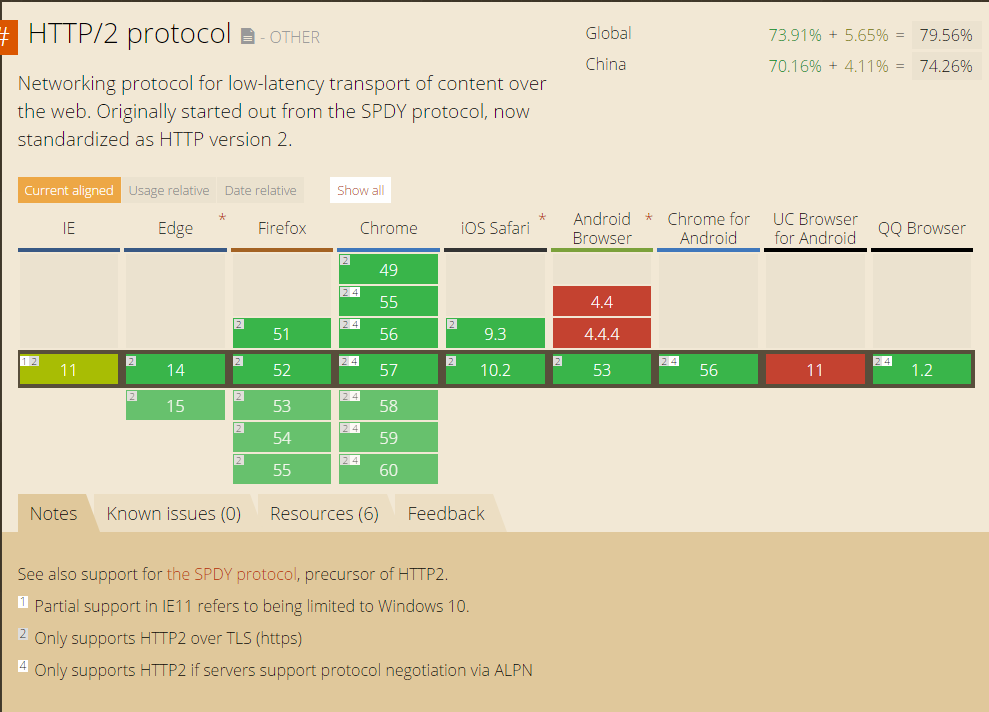 # HTTP/2 protocol - OTHER
Global 73.91% + 5.65% = 79.56%
China 70.16% + 4.11% = 74.26%
Networking protocol for low-latency transport of content over
the web. Originally started out from the SPDY protocol, now
standardized as HTTP version 2.
Current aligned Usage relative Date relative Show all
IE Edge * Firefox Chrome iOS Safari * Android Browser * Chrome for Android UC Browser for Android QQ Browser
2 49
2 4 55 4.4
2 51 2 4 56 2 9.3 4.4.4
1 2 11 2 14 2 52 2 4 57 2 10.2 2 53 2 4 56 11 2 4 1.2
2 15 2 53 2 4 58
2 54 2 4 59
2 55 2 4 60
Notes Known issues (0) Resources (6) Feedback
See also support for the SPDY protocol, precursor of HTTP2.
1 Partial support in IE11 refers to being limited to Windows 10.
2 Only supports HTTP2 over TLS (https)
4 Only supports HTTP2 if servers support protocol negotiation via ALPN